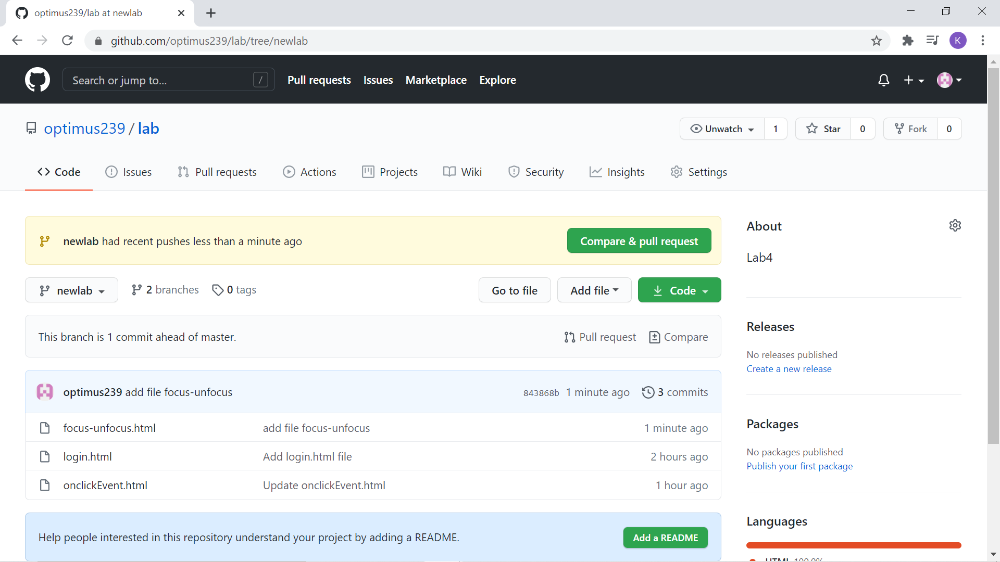 optimus239/lab at newlab
github.com/optimus239/lab/tree/newlab
K
Search or jump to...
/
Pull requests
Issues
Marketplace
Explore
optimus239 / lab
Unwatch
1
Star
0
Fork
0
Code
Issues
Pull requests
Actions
Projects
Wiki
Security
Insights
Settings
newlab had recent pushes less than a minute ago
Compare & pull request
newlab
2 branches
0 tags
Go to file
Add file
Code
This branch is 1 commit ahead of master.
Pull request
Compare
optimus239 add file focus-unfocus
843868b
1 minute ago
3 commits
focus-unfocus.html
add file focus-unfocus
1 minute ago
login.html
Add login.html file
2 hours ago
onclickEvent.html
Update onclickEvent.html
1 hour ago
Help people interested in this repository understand your project by adding a README.
Add a README
About
Lab4
Releases
No releases published
Create a new release
Packages
No packages published
Publish your first package
Languages
HTML 100.0%